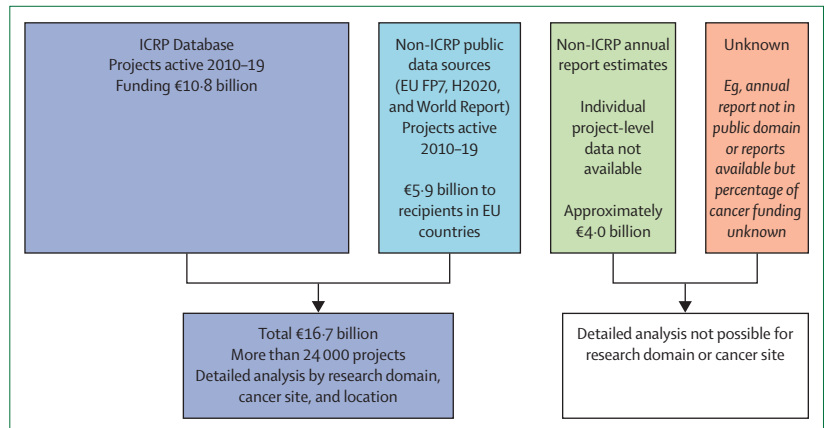 ICRP Database
Projects active 2010–19
Funding €10·8 billion
Non-ICRP public
data sources
(EU FP7, H2020,
and World Report)
Projects active
2010–19
€5·9 billion to
recipients in EU
countries
Non-ICRP annual
report estimates
Individual
project-level
data not
available
Approximately
€4·0 billion
Unknown
Eg, annual
report not in
public domain
or reports
available but
percentage of
cancer funding
unknown
Total €16·7 billion
More than 24 000 projects
Detailed analysis by research domain,
cancer site, and location
Detailed analysis not possible for
research domain or cancer site